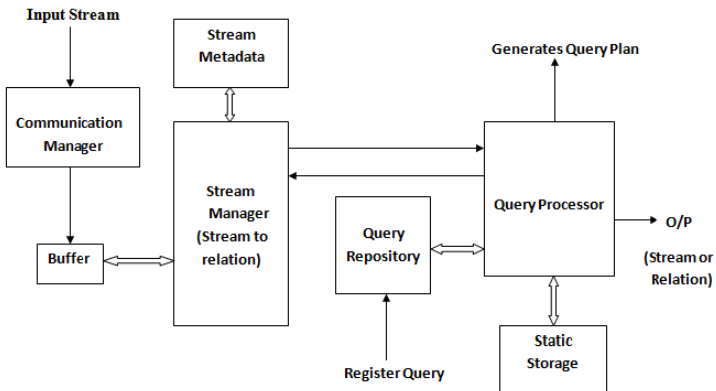 Input Stream
Stream
Metadata
Generates Query Plan
Communication
Manager
Stream
Manager
(Stream to
relation)
Query Processor
O/P
(Stream or
Relation)
Query
Repository
Buffer
Static
Storage
Register Query